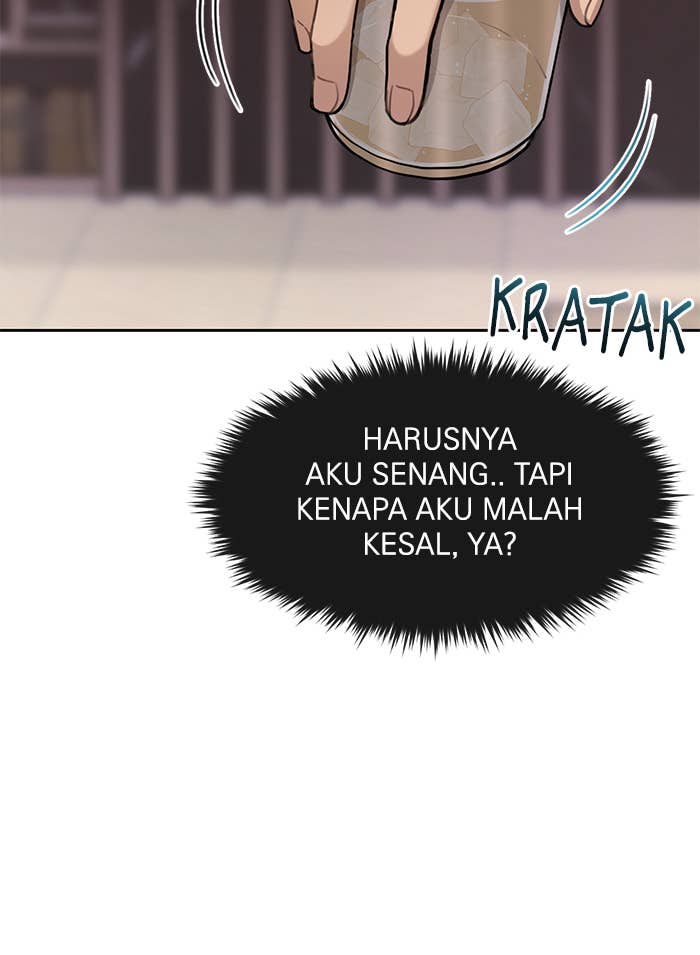 KRATAK
HARUSNYA
AKU SENANG.. TAPI
KENAPA AKU MALAH
KESAL, YA?